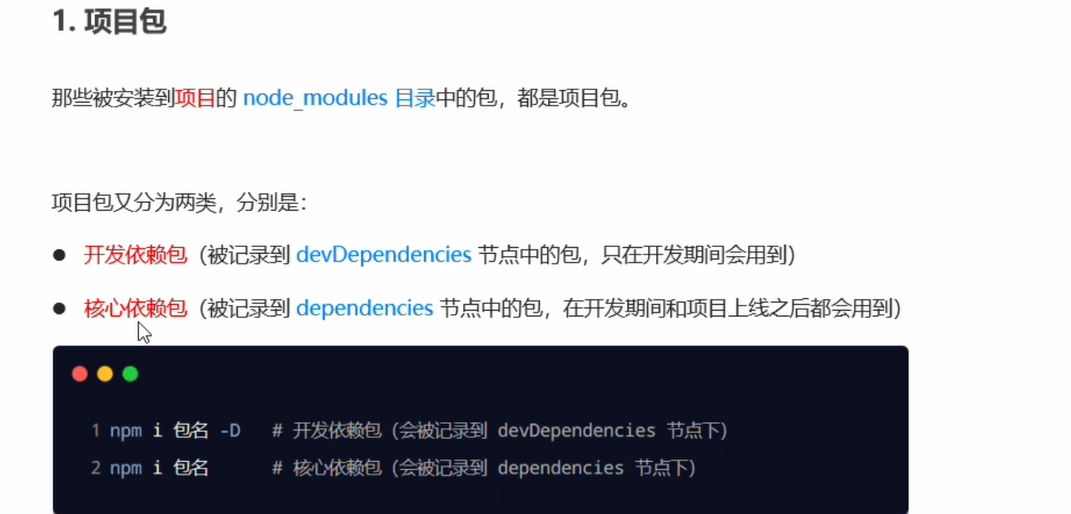 1. 项目包
那些被安装到项目的 node_modules 目录中的包，都是项目包。
项目包又分为两类，分别是：
● 开发依赖包（被记录到 devDependencies 节点中的包，只在开发期间会用到）
● 核心依赖包（被记录到 dependencies 节点中的包，在开发期间和项目上线之后都会用到）
1 npm i 包名 -D # 开发依赖包（会被记录到 devDependencies 节点下）
2 npm i 包名 # 核心依赖包（会被记录到 dependencies 节点下）